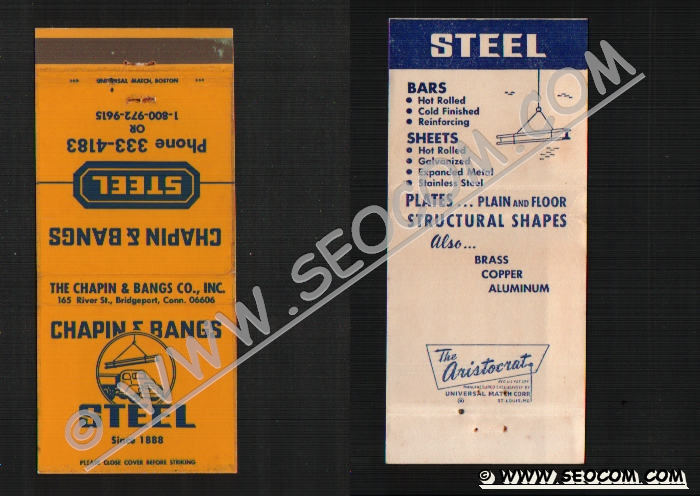 UNIVERSAL MATCH, BOSTON
1-800-972-9615
OR
Phone 333-4183
STEEL
CHAPIN & BANGS
THE CHAPIN & BANGS CO., INC.
165 River St., Bridgeport, Conn. 06606
CHAPIN & BANGS
STEEL
Since 1888
PLEASE CLOSE COVER BEFORE STRIKING
STEEL
BARS
• Hot Rolled
• Cold Finished
• Reinforcing
SHEETS
• Hot Rolled
• Galvanized
• Expanded Metal
• Stainless Steel
PLATES ... PLAIN AND FLOOR
STRUCTURAL SHAPES
Also...
BRASS
COPPER
ALUMINUM
The
Aristocrat
UNIVERSAL MATCH CORP.
ST. LOUIS, MO.
© WWW.SEOCOM.COM
© WWW.SEOCOM.COM